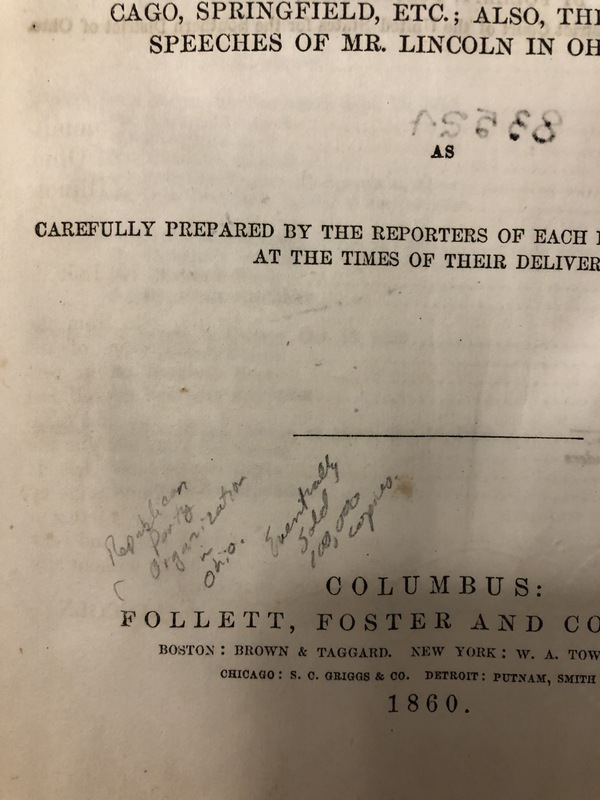 CAGO, SPRINGFIELD, ETC.; ALSO, THE
SPEECHES OF MR. LINCOLN IN OH
AS
CAREFULLY PREPARED BY THE REPORTERS OF EACH
AT THE TIMES OF THEIR DELIVER
(Republican
Party
Organization
in
Ohio.
Eventually
Sold
100,000
copies.
COLUMBUS:
FOLLETT, FOSTER AND CO
BOSTON: BROWN & TAGGARD. NEW YORK: W. A. TOW
CHICAGO: S. C. GRIGGS & CO. DETROIT: PUTNAM, SMITH
1860.